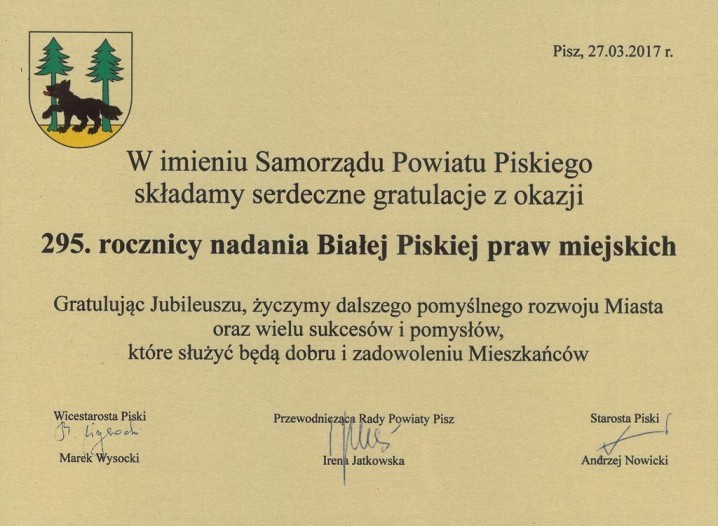 Pisz, 27.03.2017 r.
W imieniu Samorządu Powiatu Piskiego
składamy serdeczne gratulacje z okazji
295. rocznicy nadania Białej Piskiej praw miejskich
Gratulując Jubileuszu, życzymy dalszego pomyślnego rozwoju Miasta
oraz wielu sukcesów i pomysłów,
które służyć będą dobru i zadowoleniu Mieszkańców
Wicestarosta Piski
Marek Wysocki
Przewodnicząca Rady Powiaty Pisz
Irena Jatkowska
Starosta Piski
Andrzej Nowicki